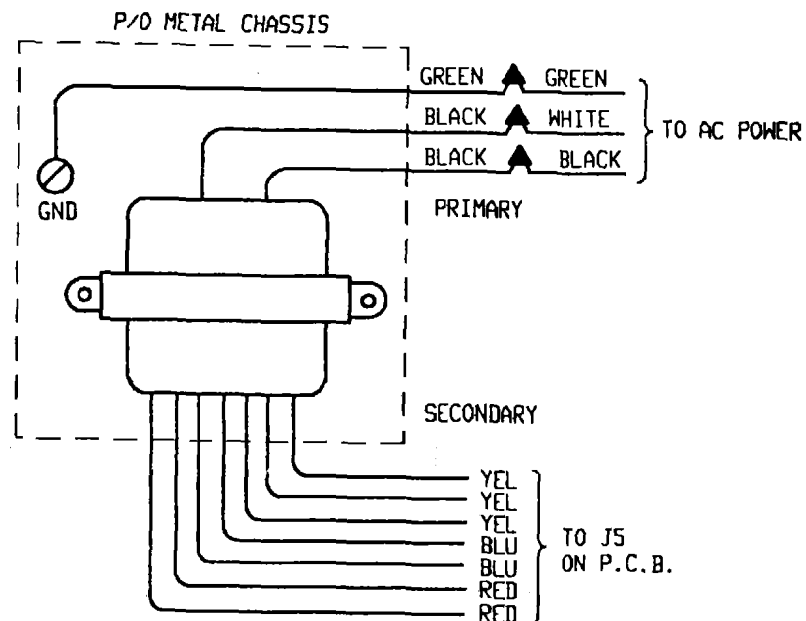 P/O METAL CHASSIS
GREEN GREEN
BLACK WHITE
TO AC POWER
BLACK BLACK
GND
PRIMARY
SECONDARY
YEL
YEL
YEL
BLU
BLU
RED
RED
TO J5
ON P.C.B.